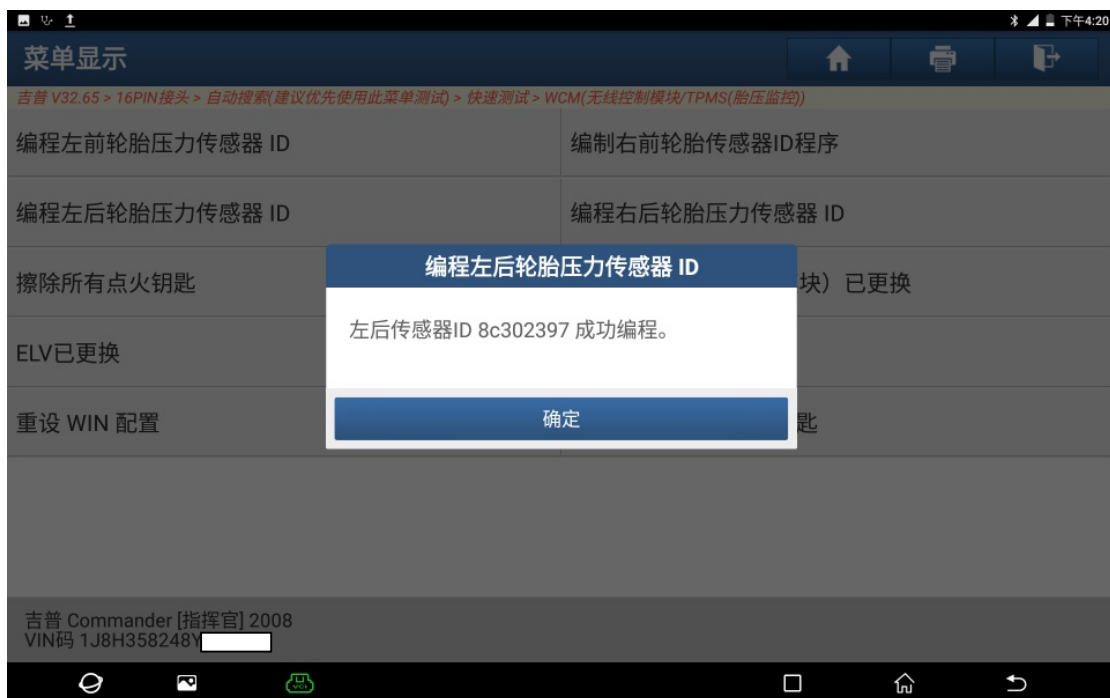 下午4:20
菜单显示
吉普 V32.65 > 16PIN接头 > 自动搜索(建议优先使用此菜单测试) > 快速测试 > WCM(无线控制模块/TPMS(胎压监控))
编程左前轮胎压力传感器 ID
编制右前轮胎传感器ID程序
编程左后轮胎压力传感器 ID
编程右后轮胎压力传感器 ID
擦除所有点火钥匙
块）已更换
编程左后轮胎压力传感器 ID
左后传感器ID 8c302397 成功编程。
确定
ELV已更换
重设 WIN 配置
匙
吉普 Commander [指挥官] 2008
VIN码 1J8H358248Y
VCI